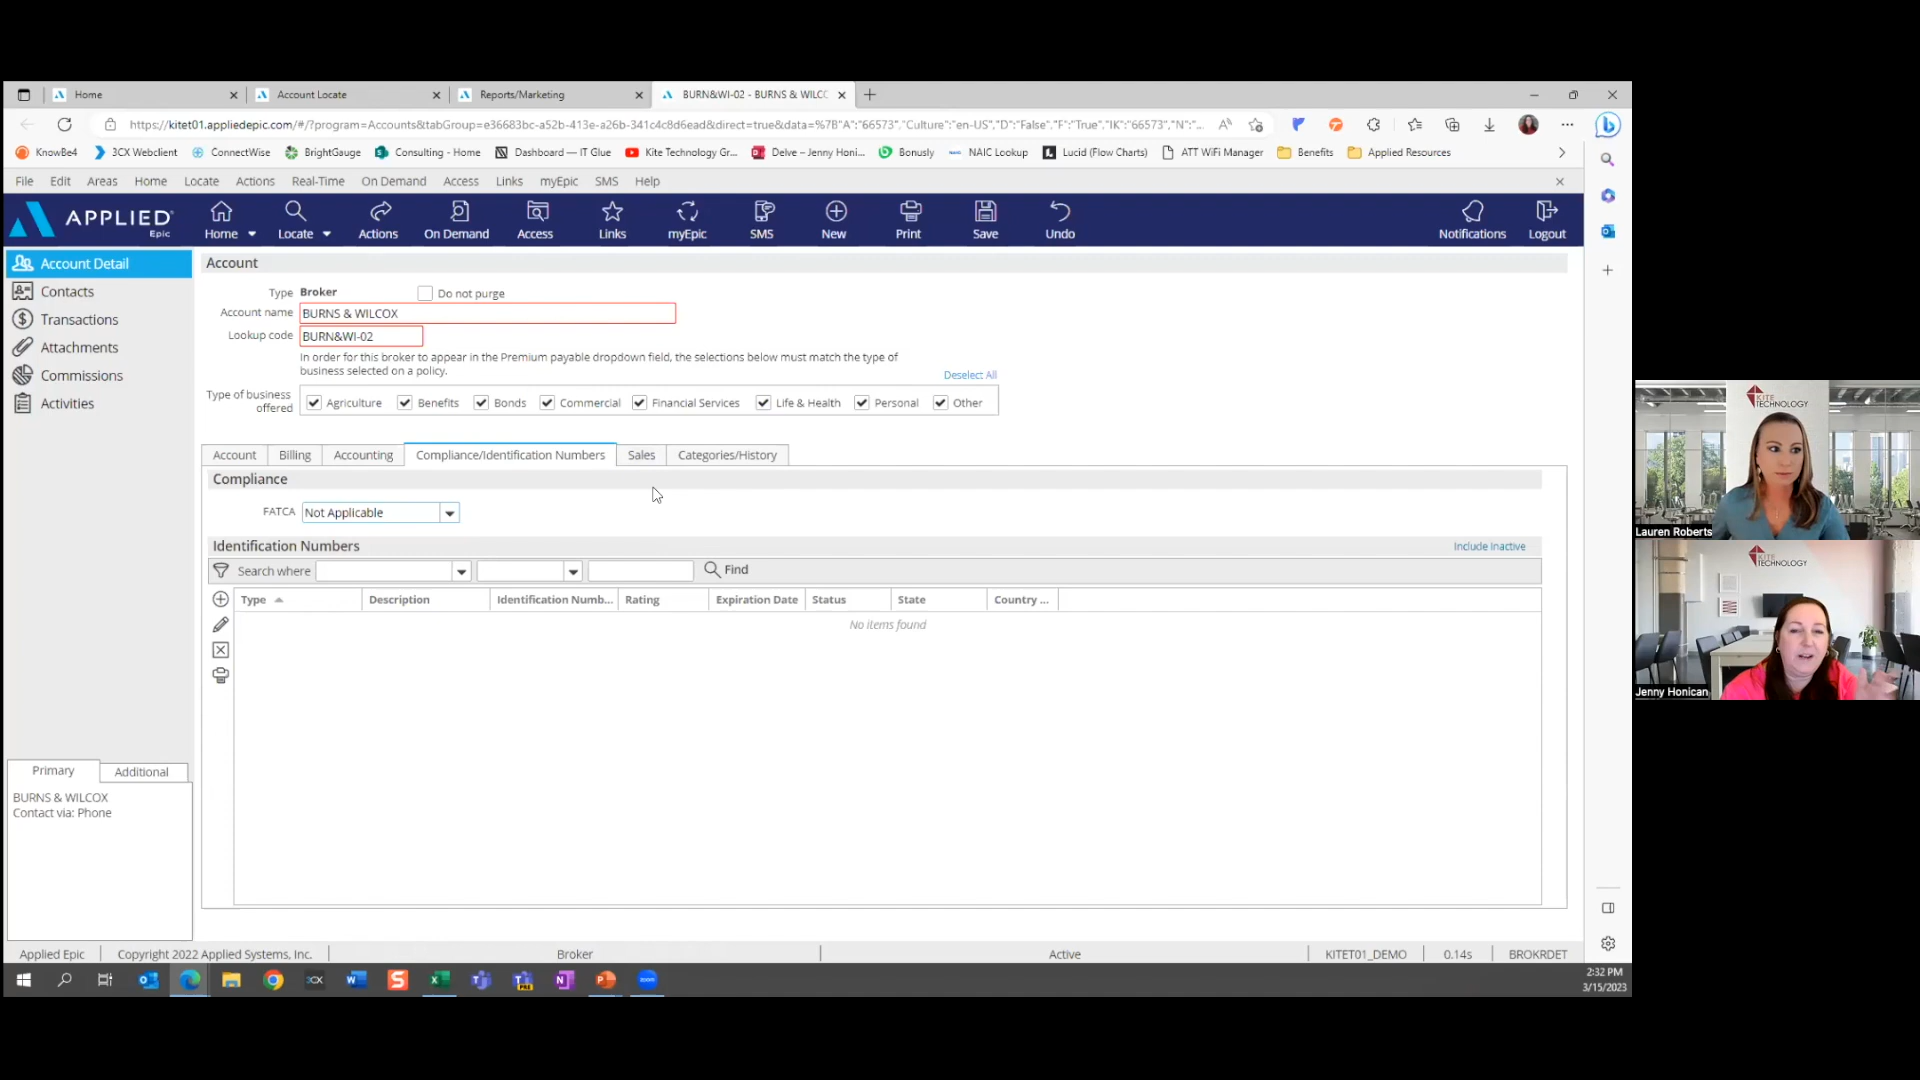 Home
Account Locate
Reports/Marketing
BURN&WI-02 - BURNS & WILCC
https://kitet01.appliedepic.com/#/?program=Accounts&tabGroup=e36683bc-a52b-413e-a26b-341c4c8d6ead&direct=true&data=%7B"A":"66573","Culture":"en-US","D":"False","F":"True","IK":"66573","N":"...
KnowBe4 3CX Webclient ConnectWise BrightGauge Consulting - Home Dashboard — IT Glue Kite Technology Gr... Delve – Jenny Honi... Bonusly NAIC Lookup Lucid (Flow Charts) ATT WiFi Manager Benefits Applied Resources
File Edit Areas Home Locate Actions Real-Time On Demand Access Links myEpic SMS Help
APPLIED
Epic
Home Locate Actions On Demand Access Links myEpic SMS New Print Save Undo Notifications Logout
Account Detail
Contacts
Transactions
Attachments
Commissions
Activities
Account
Type Broker Do not purge
Account name BURNS & WILCOX
Lookup code BURN&WI-02
In order for this broker to appear in the Premium payable dropdown field, the selections below must match the type of
business selected on a policy.
Deselect All
Type of business
offered
Agriculture Benefits Bonds Commercial Financial Services Life & Health Personal Other
Account Billing Accounting Compliance/Identification Numbers Sales Categories/History
Compliance
FATCA Not Applicable
Identification Numbers Include Inactive
Search where Find
Type Description Identification Numb... Rating Expiration Date Status State Country ...
No items found
Primary Additional
BURNS & WILCOX
Contact via: Phone
Applied Epic Copyright 2022 Applied Systems, Inc. Broker Active KITET01_DEMO 0.14s BROKRDET
2:32 PM
3/15/2023
KITE
TECHNOLOGY
Lauren Roberts
KITE
TECHNOLOGY
Jenny Honican